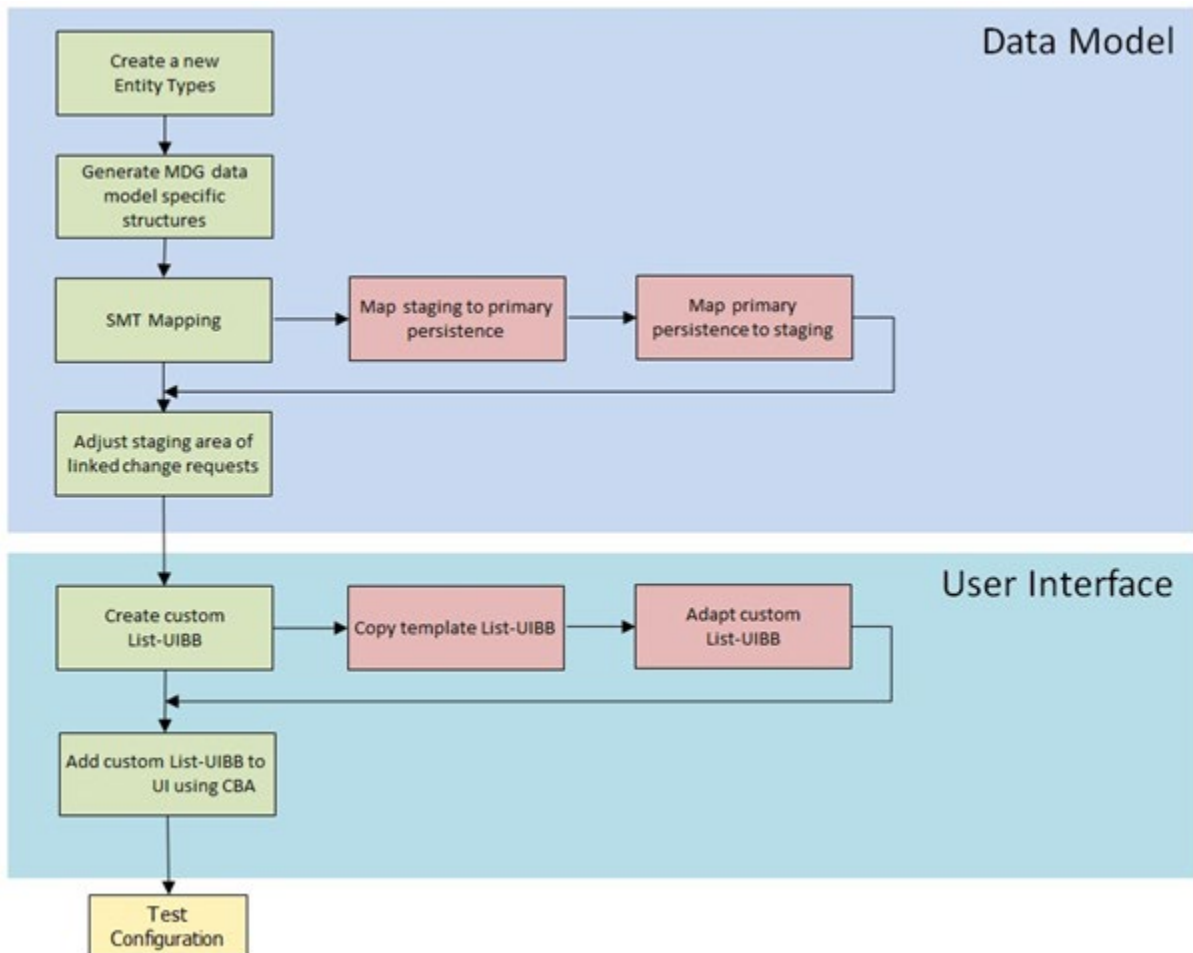 Data Model
Create a new
Entity Types
Generate MDG data
model specific
structures
SMT Mapping
Map staging to primary
persistence
Map primary
persistence to staging
Adjust staging area of
linked change requests
User Interface
Create custom
List-UIBB
Copy template List-UIBB
Adapt custom
List-UIBB
Add custom List-UIBB to
UI using CBA
Test
Configuration